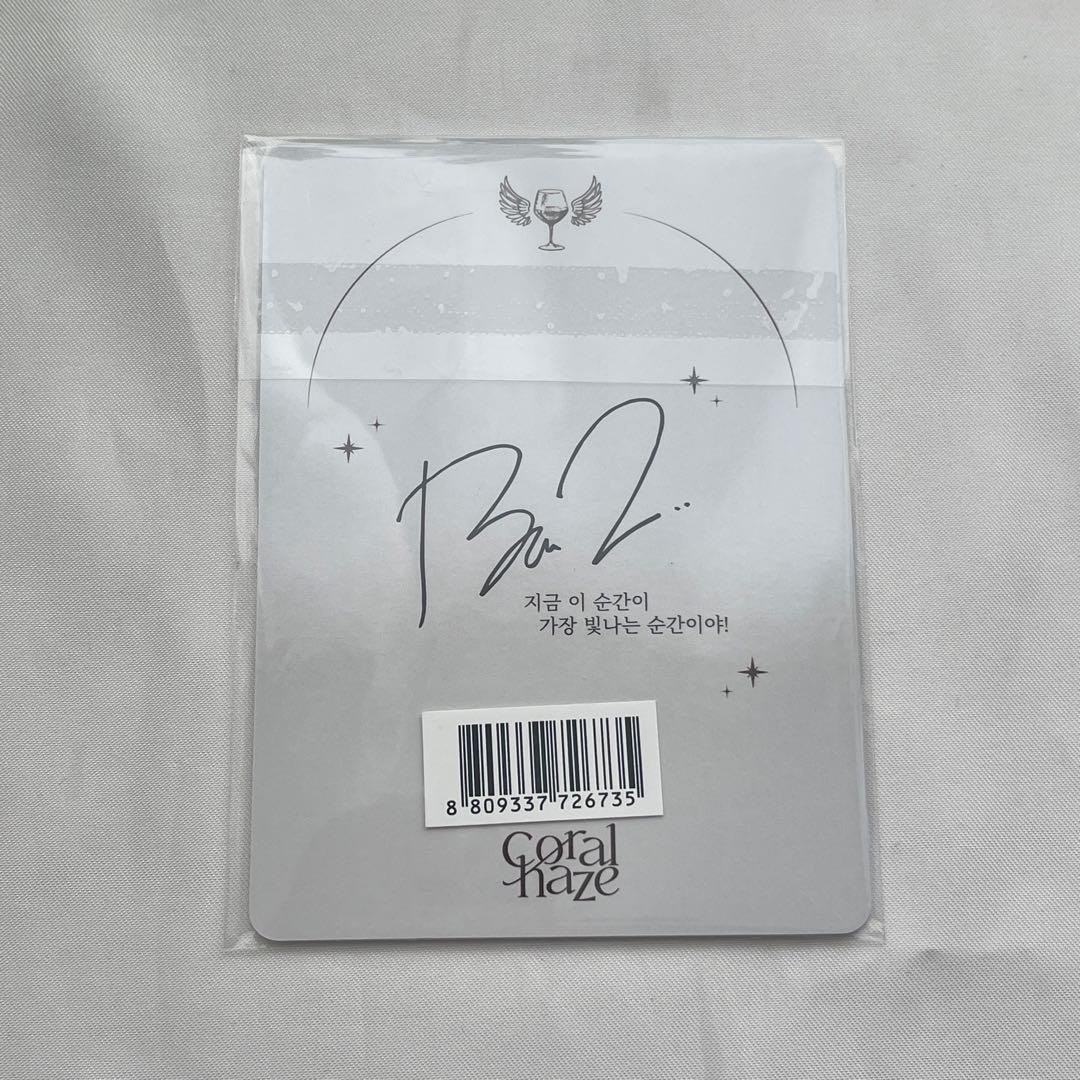 지금 이 순간이
가장 빛나는 순간이야!
8 809337 726735
coral
haze